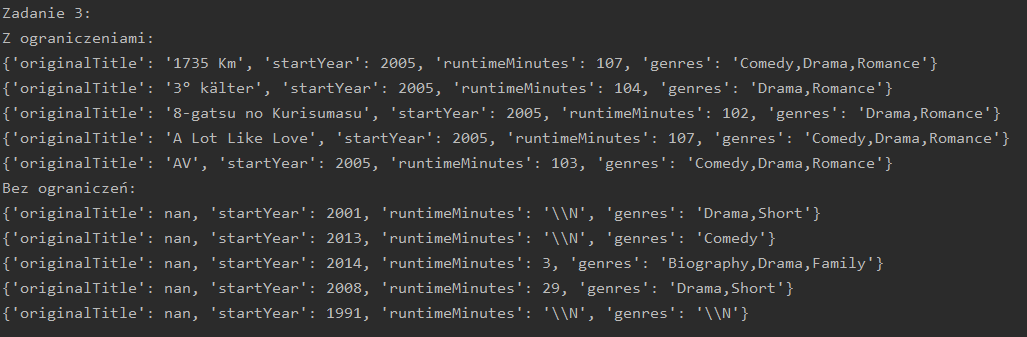 Zadanie 3:
Z ograniczeniami:
{'originalTitle': '1735 Km', 'startYear': 2005, 'runtimeMinutes': 107, 'genres': 'Comedy,Drama,Romance'}
{'originalTitle': '3° kälter', 'startYear': 2005, 'runtimeMinutes': 104, 'genres': 'Drama,Romance'}
{'originalTitle': '8-gatsu no Kurisumasu', 'startYear': 2005, 'runtimeMinutes': 102, 'genres': 'Drama,Romance'}
{'originalTitle': 'A Lot Like Love', 'startYear': 2005, 'runtimeMinutes': 107, 'genres': 'Comedy,Drama,Romance'}
{'originalTitle': 'AV', 'startYear': 2005, 'runtimeMinutes': 103, 'genres': 'Comedy,Drama,Romance'}
Bez ograniczeń:
{'originalTitle': nan, 'startYear': 2001, 'runtimeMinutes': '\\N', 'genres': 'Drama,Short'}
{'originalTitle': nan, 'startYear': 2013, 'runtimeMinutes': '\\N', 'genres': 'Comedy'}
{'originalTitle': nan, 'startYear': 2014, 'runtimeMinutes': 3, 'genres': 'Biography,Drama,Family'}
{'originalTitle': nan, 'startYear': 2008, 'runtimeMinutes': 29, 'genres': 'Drama,Short'}
{'originalTitle': nan, 'startYear': 1991, 'runtimeMinutes': '\\N', 'genres': '\\N'}